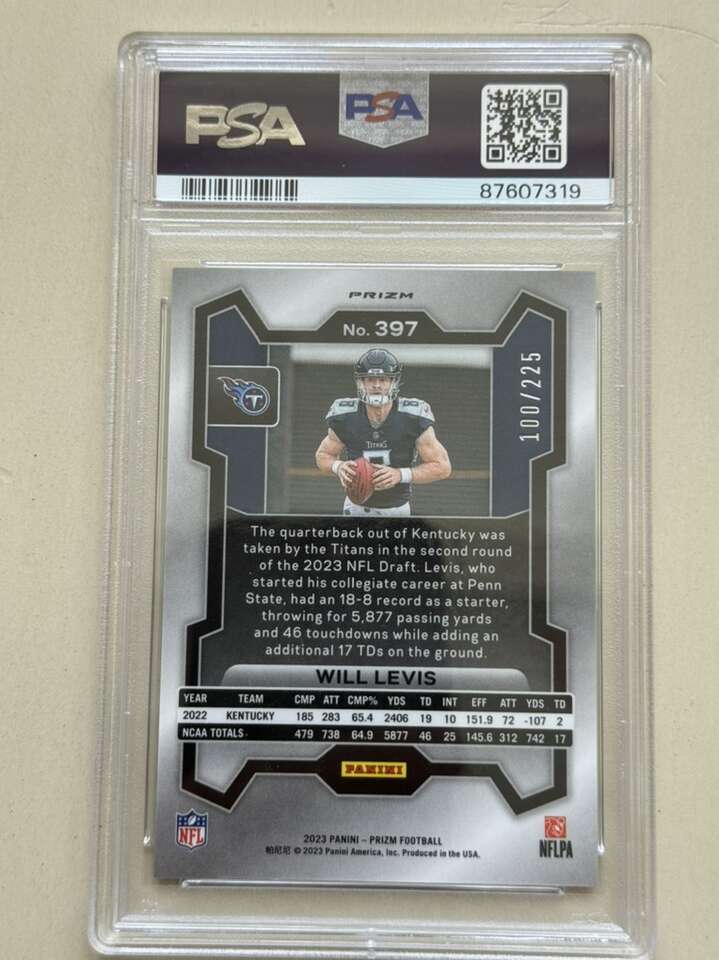 PSA PSA
87607319
PRIZM
No. 397
100/225
T
TITANS
8 8
8
The quarterback out of Kentucky was
taken by the Titans in the second round
of the 2023 NFL Draft. Levis, who
started his collegiate career at Penn
State, had an 18-8 record as a starter,
throwing for 5,877 passing yards
and 46 touchdowns while adding an
additional 17 TDs on the ground.
WILL LEVIS
YEAR TEAM CMP ATT CMP% YDS TD INT EFF ATT YDS TD
2022 KENTUCKY 185 283 65.4 2406 19 10 151.9 72 -107 2
NCAA TOTALS 479 738 64.9 5877 46 25 145.6 312 742 17
PANINI
NFL
NFLPA
2023 PANINI – PRIZM FOOTBALL
帕尼尼 © 2023 Panini America, Inc. Produced in the USA.